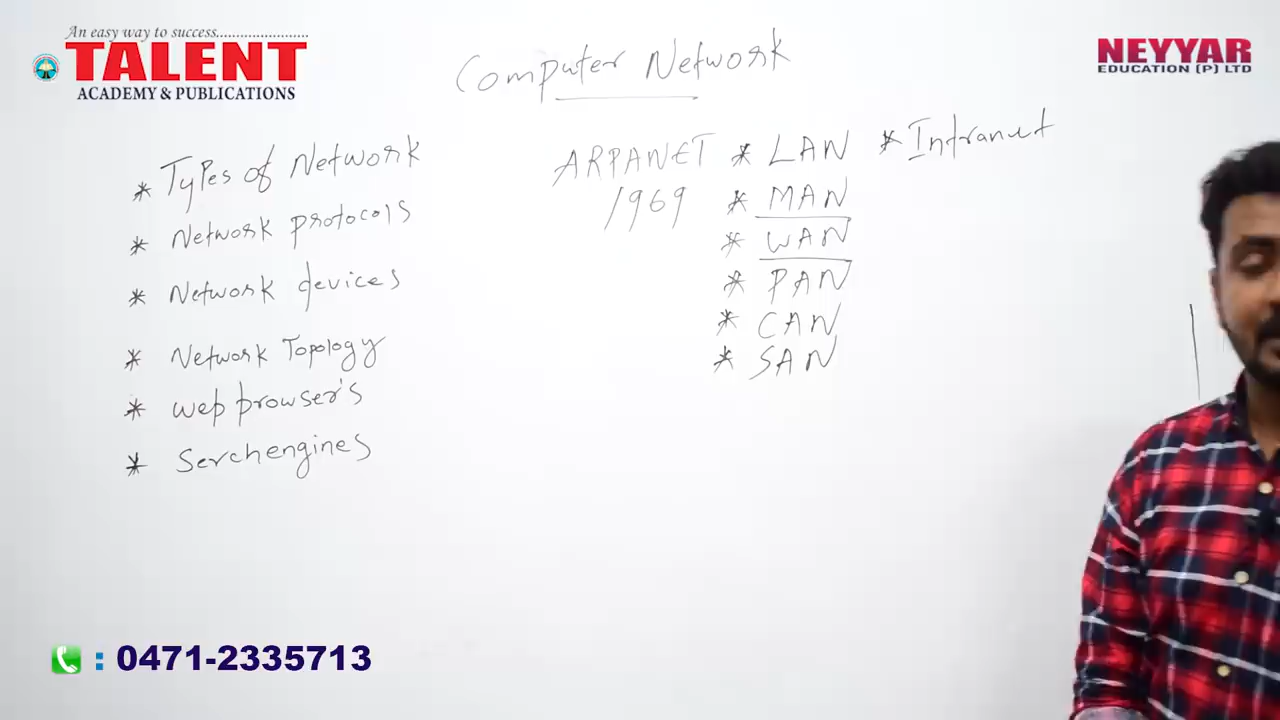 An easy way to success......................
TALENT
ACADEMY & PUBLICATIONS
NEYYAR
EDUCATION (P) LTD
Computer Network
* Types of Network
* Network protocols
* Network devices
* Network Topology
* Web browser's
* Serchengines
ARPANET
1969
* LAN
* MAN
* WAN
* PAN
* CAN
* SAN
* Intranet
: 0471-2335713